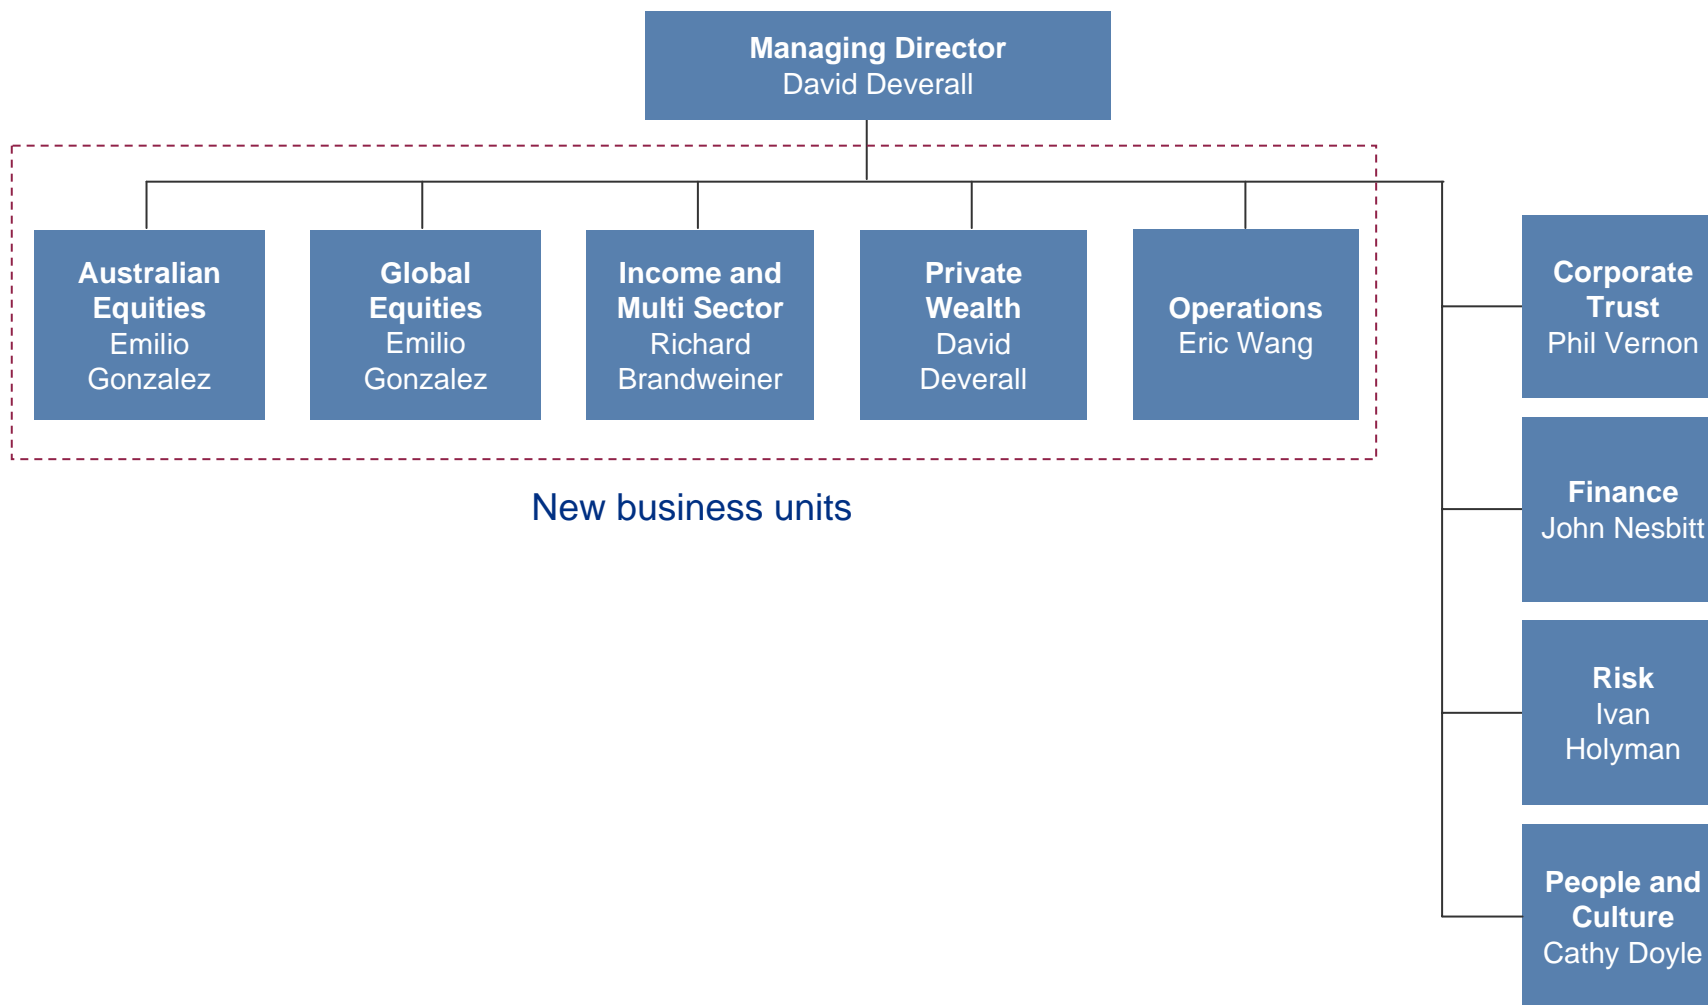 Managing Director
David Deverall
Australian
Equities
Emilio
Gonzalez
Global
Equities
Emilio
Gonzalez
Income and
Multi Sector
Richard
Brandweiner
Private
Wealth
David
Deverall
Operations
Eric Wang
Corporate
Trust
Phil Vernon
Finance
John Nesbitt
Risk
Ivan
Holyman
People and
Culture
Cathy Doyle
New business units